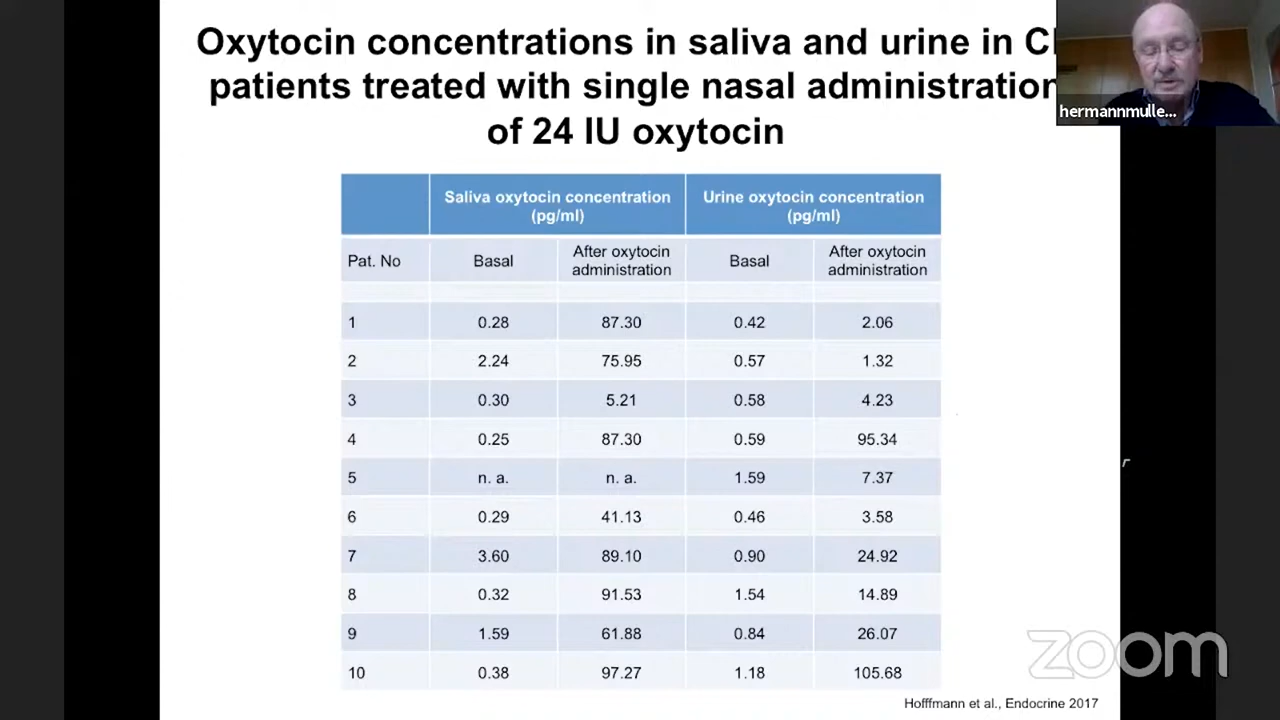 Oxytocin concentrations in saliva and urine in
patients treated with single nasal administration
of 24 IU oxytocin
hermannmulle...
Saliva oxytocin concentration (pg/ml) Urine oxytocin concentration (pg/ml)
Pat. No Basal After oxytocin administration Basal After oxytocin administration
1 0.28 87.30 0.42 2.06
2 2.24 75.95 0.57 1.32
3 0.30 5.21 0.58 4.23
4 0.25 87.30 0.59 95.34
5 n. a. n. a. 1.59 7.37
6 0.29 41.13 0.46 3.58
7 3.60 89.10 0.90 24.92
8 0.32 91.53 1.54 14.89
9 1.59 61.88 0.84 26.07
10 0.38 97.27 1.18 105.68
r
zoom
Hofffmann et al., Endocrine 2017